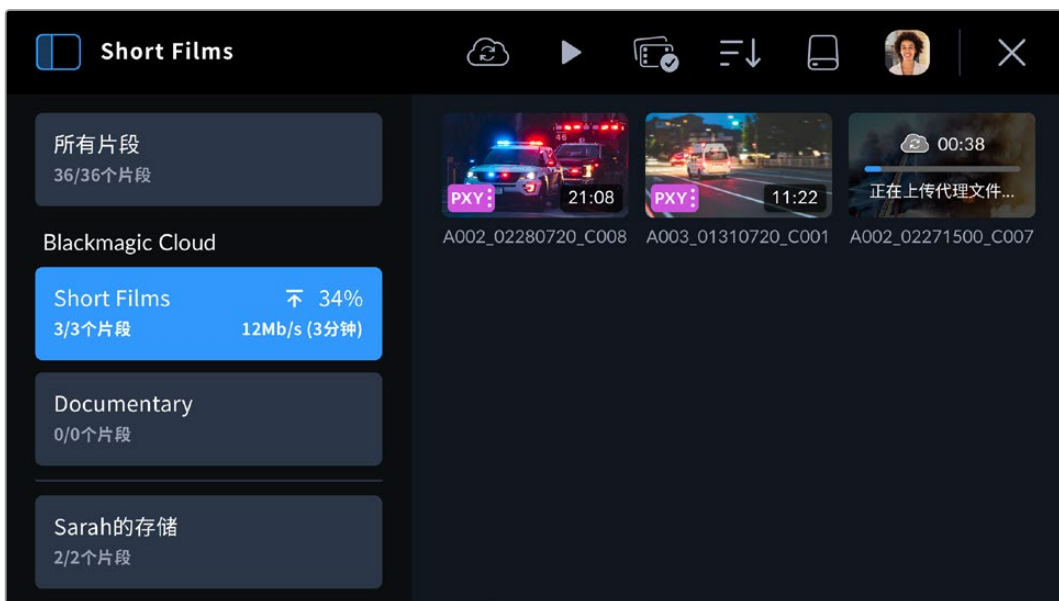 Short Films
所有片段
36/36个片段
Blackmagic Cloud
Short Films 34%
3/3个片段 12Mb/s (3分钟)
Documentary
0/0个片段
Sarah的存储
2/2个片段
46
PXY 21:08
A002_02280720_C008
PXY 11:22
A003_01310720_C001
00:38
正在上传代理文件...
A002_02271500_C007